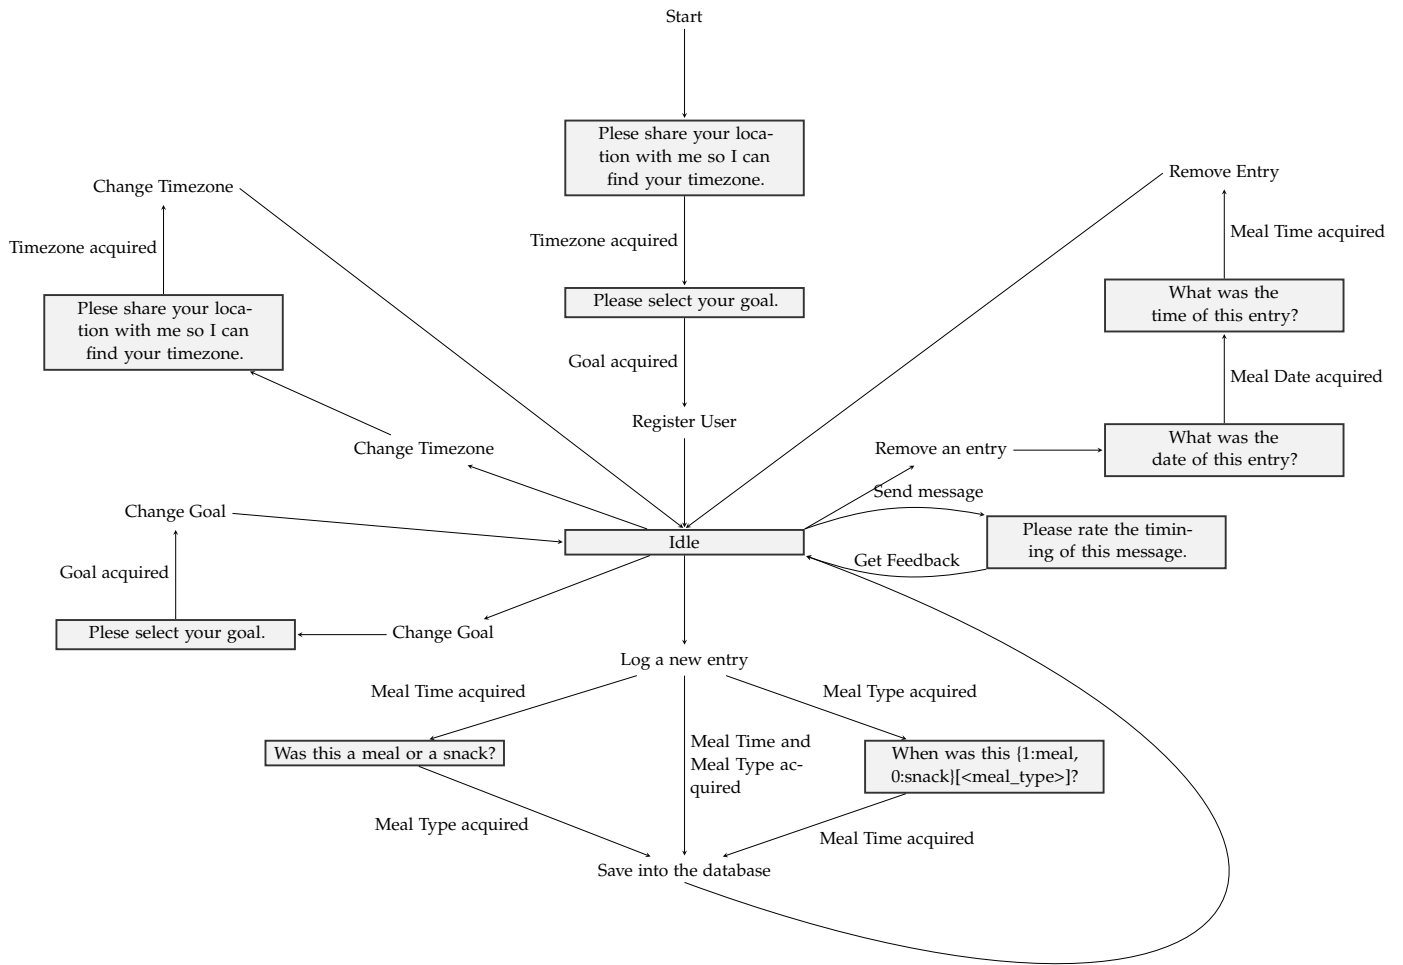 Start
Plese share your loca-
tion with me so I can
find your timezone.
Remove Entry
Change Timezone
Meal Time acquired
Timezone acquired
Timezone acquired
What was the
time of this entry?
Please select your goal.
Plese share your loca-
tion with me so I can
find your timezone.
Goal acquired
Meal Date acquired
Register User
What was the
date of this entry?
Remove an entry
Change Timezone
Send message
Change Goal
Please rate the timin-
ing of this message.
Idle
Get Feedback
Goal acquired
Plese select your goal.
Change Goal
Log a new entry
Meal Time acquired
Meal Type acquired
Meal Time and
Meal Type ac-
quired
Was this a meal or a snack?
When was this {1:meal,
0:snack}[<meal_type>]?
Meal Type acquired
Meal Time acquired
Save into the database